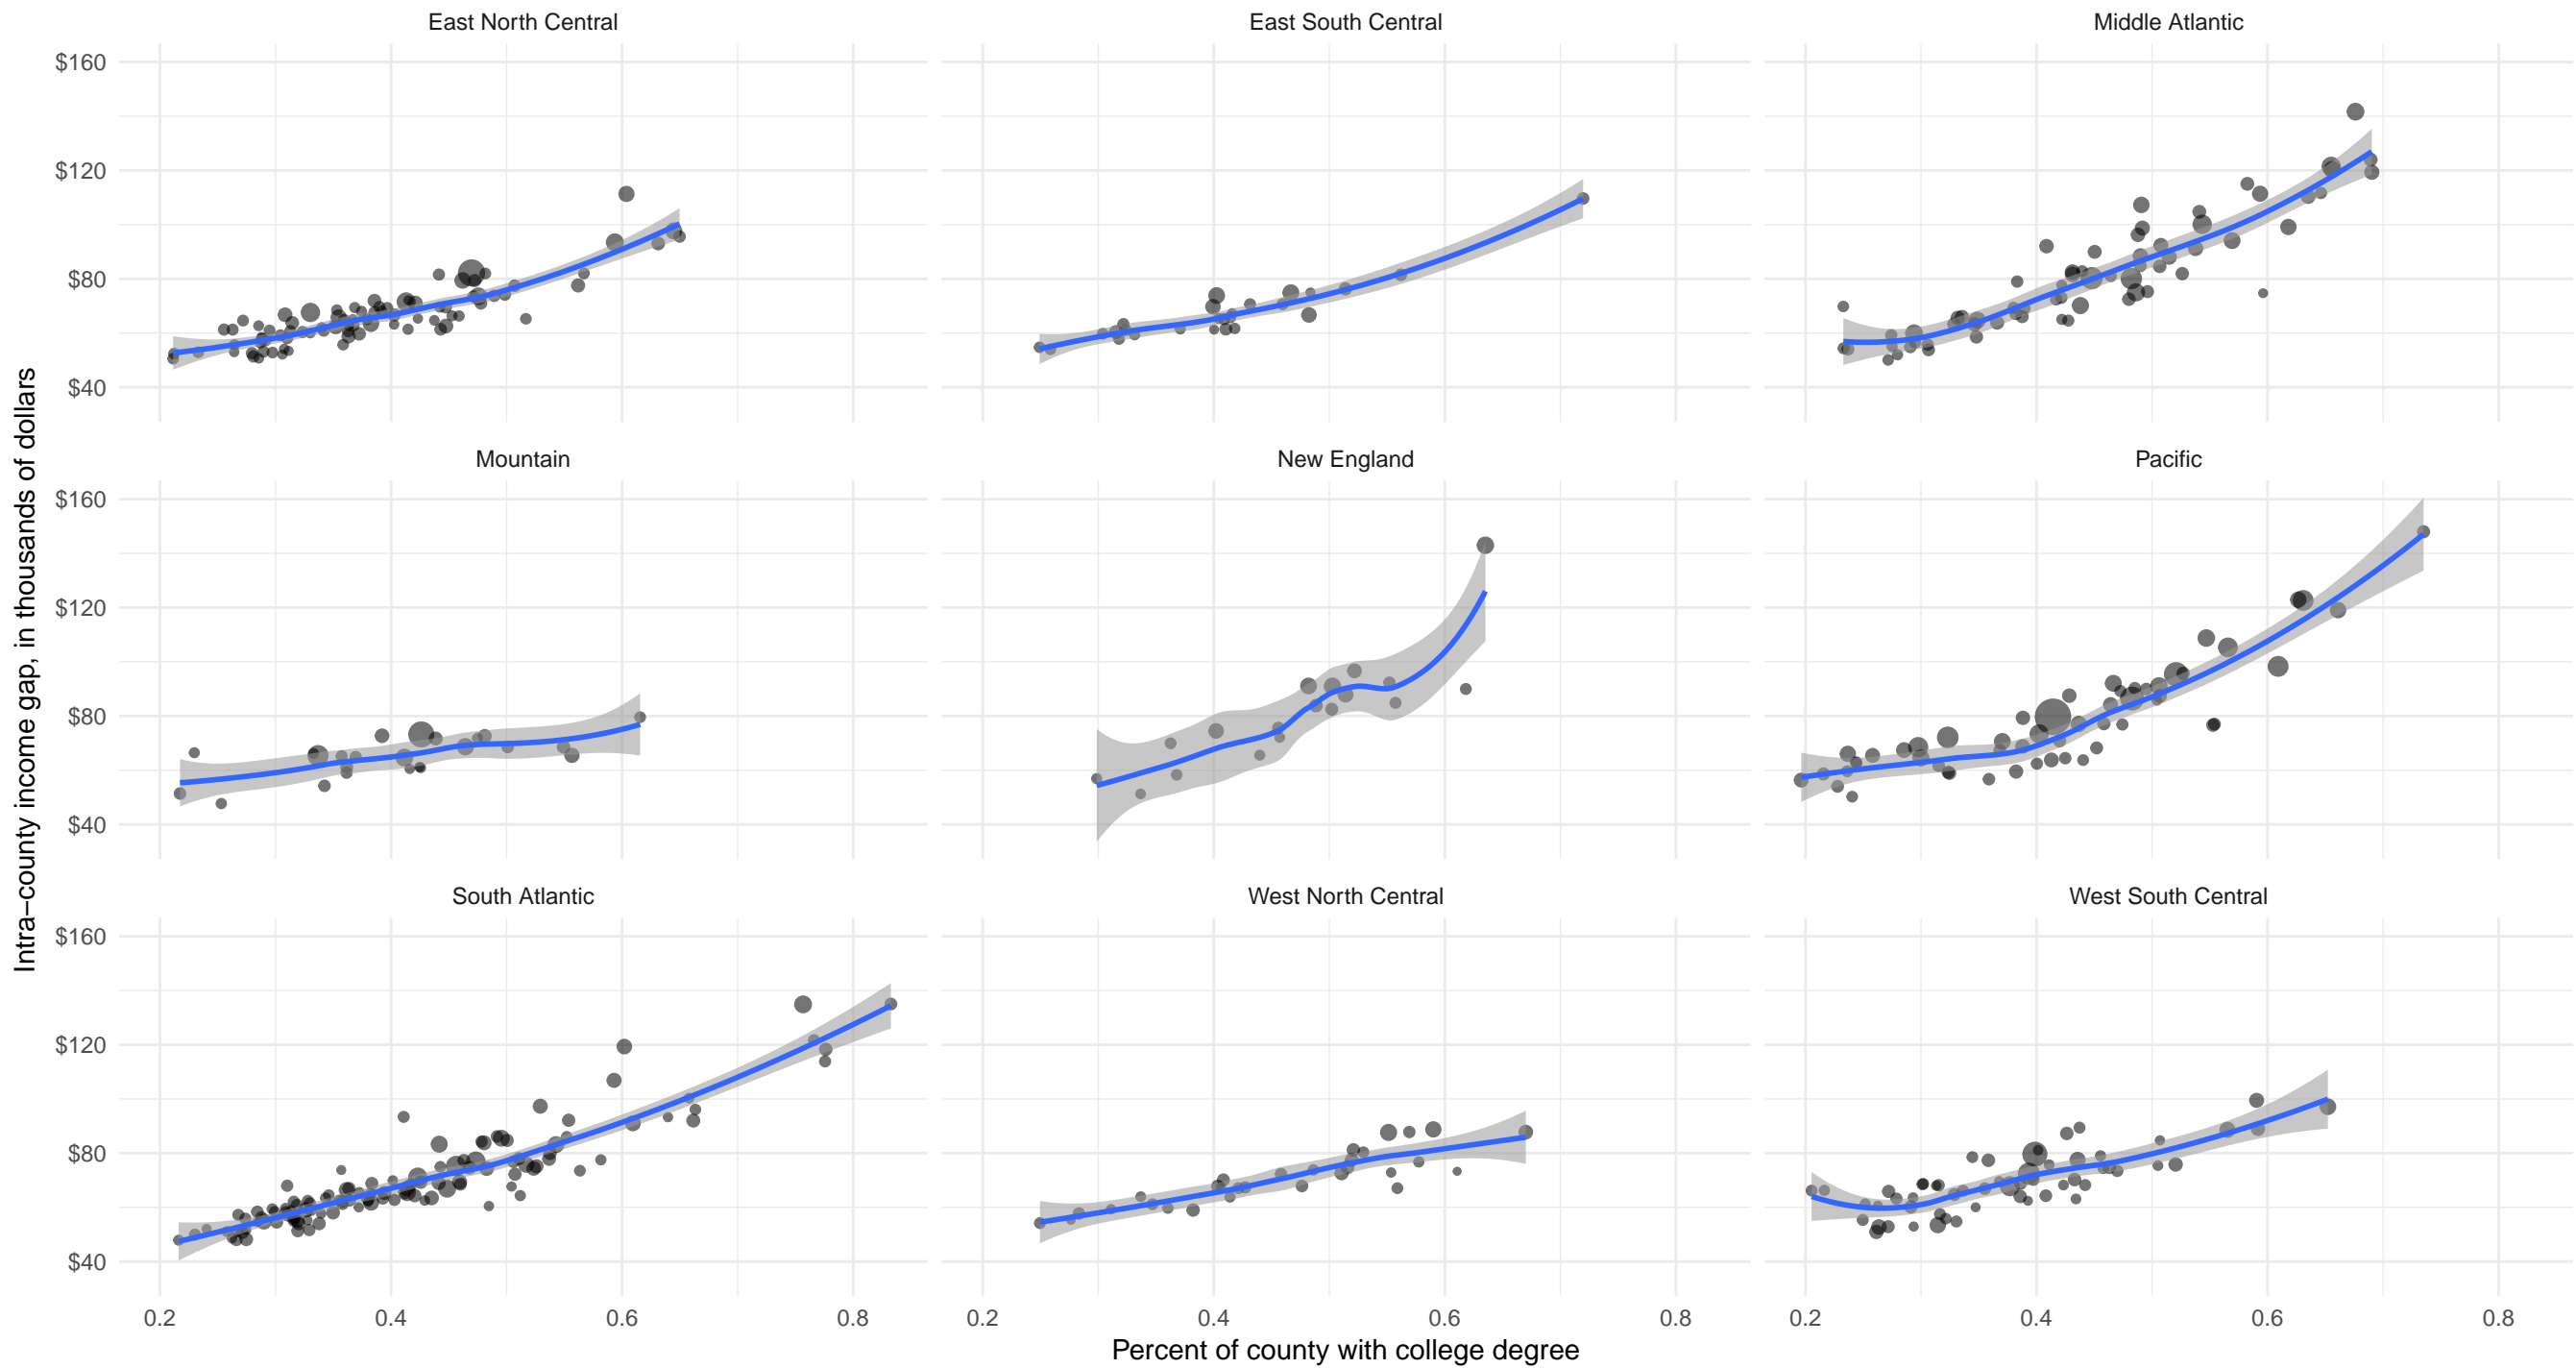 East North Central
East South Central
Middle Atlantic
$160
$120
$80
$40
Mountain
New England
Pacific
$160
$120
$80
$40
South Atlantic
West North Central
West South Central
$160
$120
$80
$40
0.2 0.4 0.6 0.8
0.2 0.4 0.6 0.8
0.2 0.4 0.6 0.8
Percent of county with college degree
Intra−county income gap, in thousands of dollars